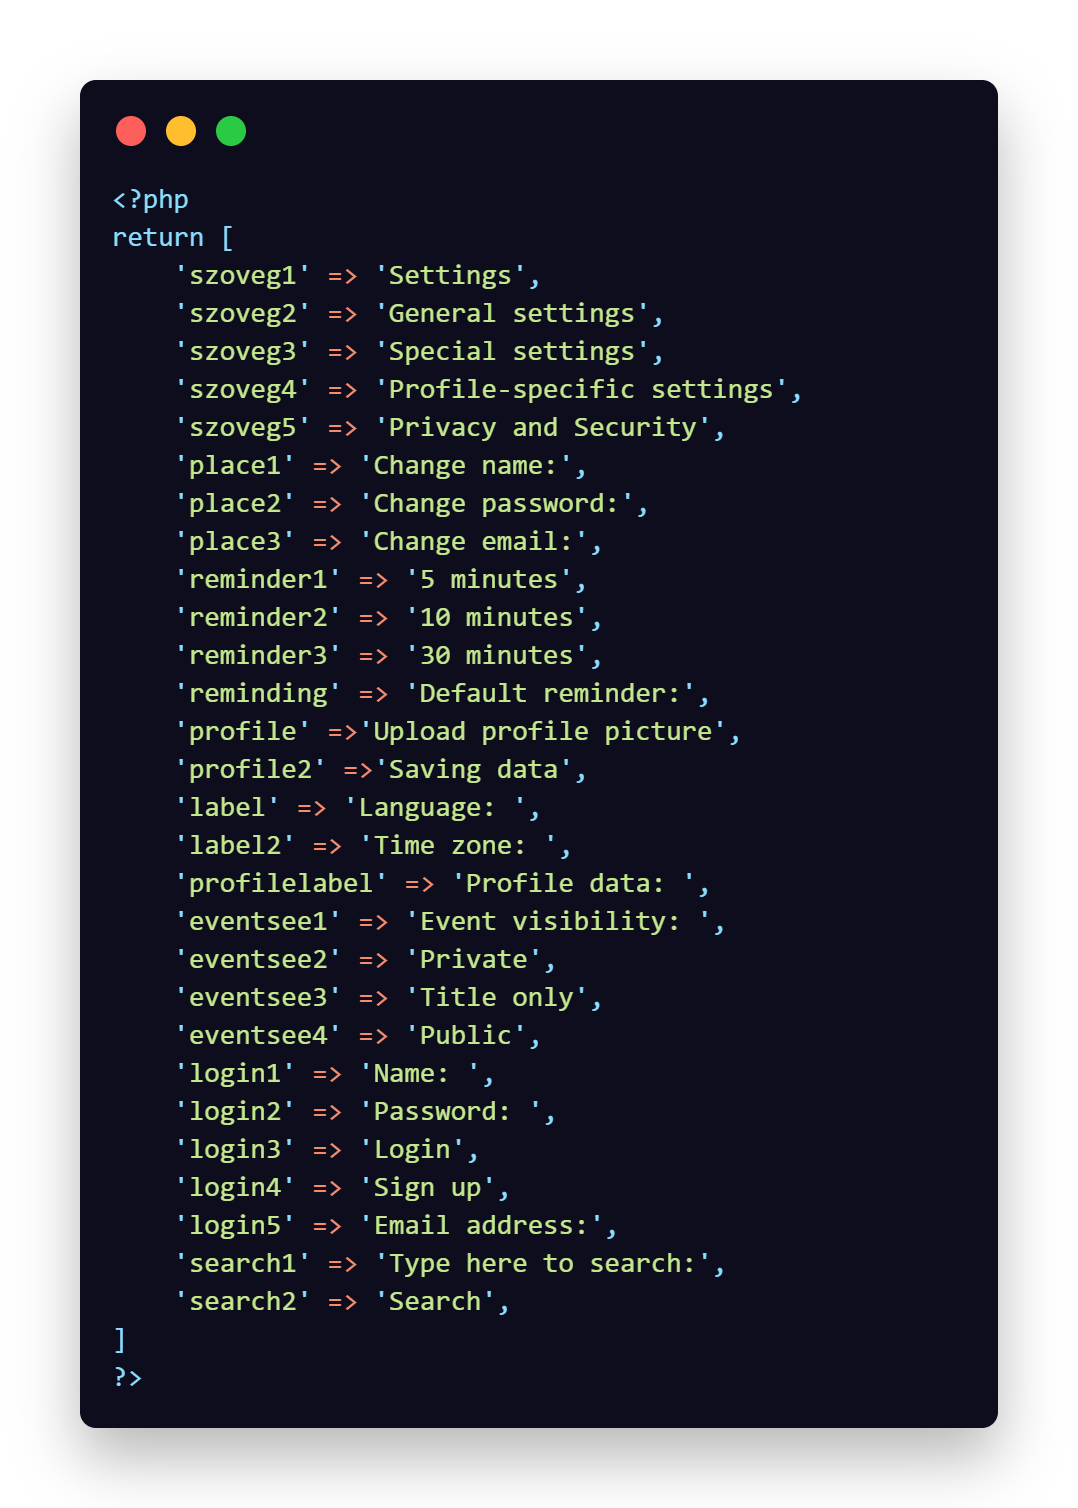 <?php
return [
    'szoveg1' => 'Settings',
    'szoveg2' => 'General settings',
    'szoveg3' => 'Special settings',
    'szoveg4' => 'Profile-specific settings',
    'szoveg5' => 'Privacy and Security',
    'place1' => 'Change name:',
    'place2' => 'Change password:',
    'place3' => 'Change email:',
    'reminder1' => '5 minutes',
    'reminder2' => '10 minutes',
    'reminder3' => '30 minutes',
    'reminding' => 'Default reminder:',
    'profile' =>'Upload profile picture',
    'profile2' =>'Saving data',
    'label' => 'Language: ',
    'label2' => 'Time zone: ',
    'profilelabel' => 'Profile data: ',
    'eventsee1' => 'Event visibility: ',
    'eventsee2' => 'Private',
    'eventsee3' => 'Title only',
    'eventsee4' => 'Public',
    'login1' => 'Name: ',
    'login2' => 'Password: ',
    'login3' => 'Login',
    'login4' => 'Sign up',
    'login5' => 'Email address:',
    'search1' => 'Type here to search:',
    'search2' => 'Search',
]
?>